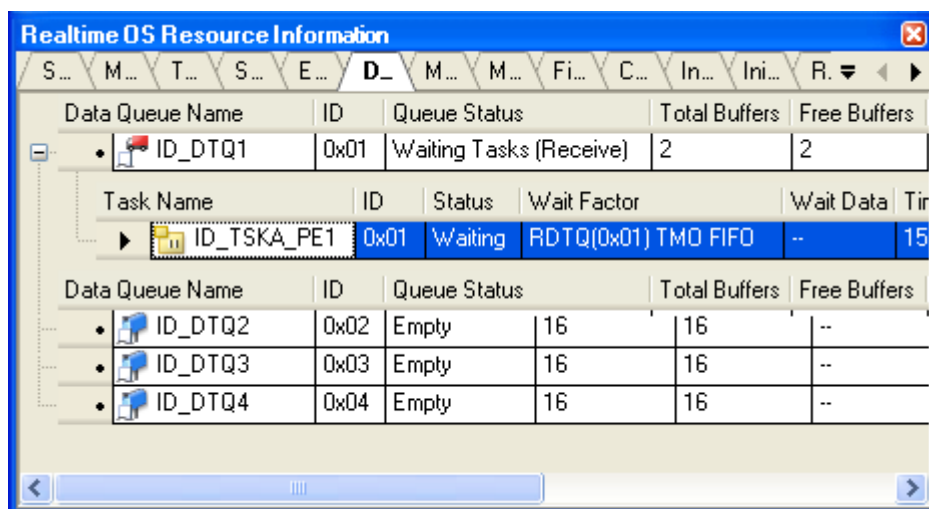 Realtime OS Resource Information
S... M... T... S... E... D... M... M... Fi... C... In... Ini... R.
Data Queue Name ID Queue Status Total Buffers Free Buffers
ID_DTQ1 0x01 Waiting Tasks (Receive) 2 2
Task Name ID Status Wait Factor Wait Data Tir
ID_TSKA_PE1 0x01 Waiting RDTQ(0x01) TMO FIFO -- 15
Data Queue Name ID Queue Status Total Buffers Free Buffers
ID_DTQ2 0x02 Empty 16 16 --
ID_DTQ3 0x03 Empty 16 16 --
ID_DTQ4 0x04 Empty 16 16 --